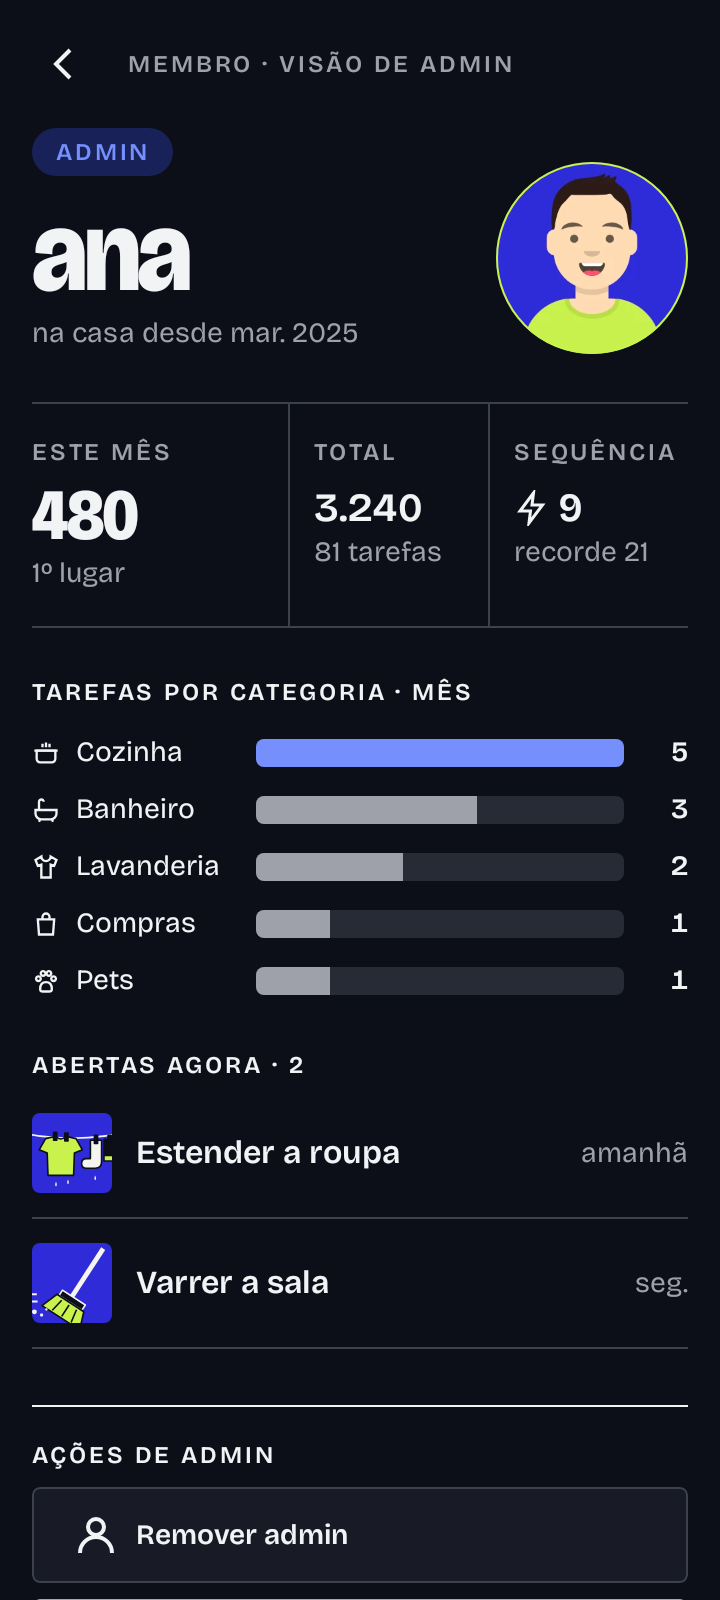 MEMBRO · VISÃO DE ADMIN
ADMIN
ana
na casa desde mar. 2025
ESTE MÊS
480
1º lugar
TOTAL
3.240
81 tarefas
SEQUÊNCIA
9
recorde 21
TAREFAS POR CATEGORIA · MÊS
Cozinha 5
Banheiro 3
Lavanderia 2
Compras 1
Pets 1
ABERTAS AGORA · 2
Estender a roupa amanhã
Varrer a sala seg.
AÇÕES DE ADMIN
Remover admin